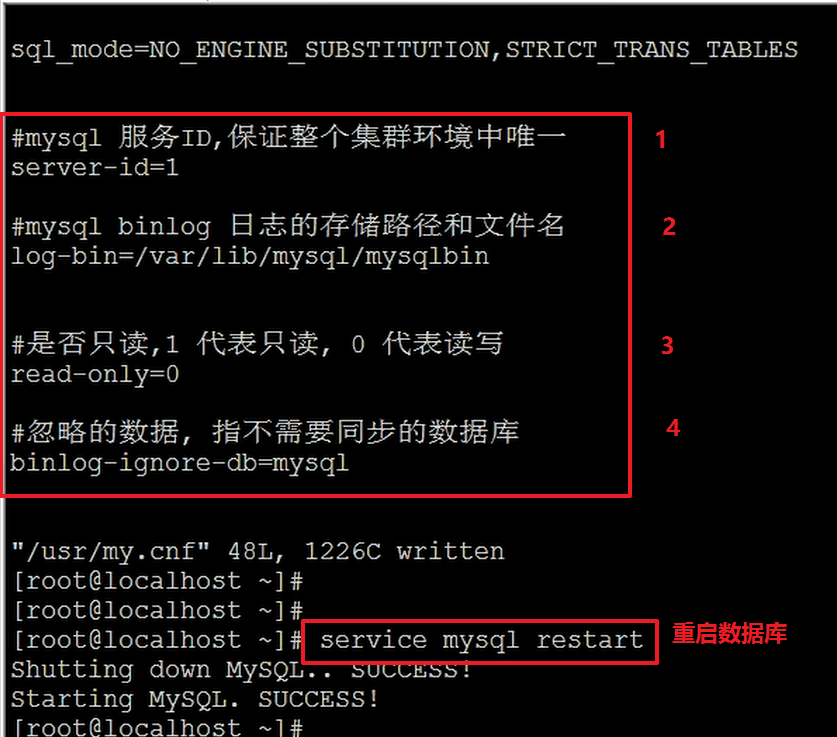 sql_mode=NO_ENGINE_SUBSTITUTION,STRICT_TRANS_TABLES
#mysql 服务ID,保证整个集群环境中唯一 1
server-id=1
#mysql binlog 日志的存储路径和文件名 2
log-bin=/var/lib/mysql/mysqlbin
#是否只读,1 代表只读, 0 代表读写 3
read-only=0
#忽略的数据, 指不需要同步的数据库 4
binlog-ignore-db=mysql
"/usr/my.cnf" 48L, 1226C written
[root@localhost ~]#
[root@localhost ~]#
[root@localhost ~]# service mysql restart 重启数据库
Shutting down MySQL.. SUCCESS!
Starting MySQL. SUCCESS!
[root@localhost ~]#